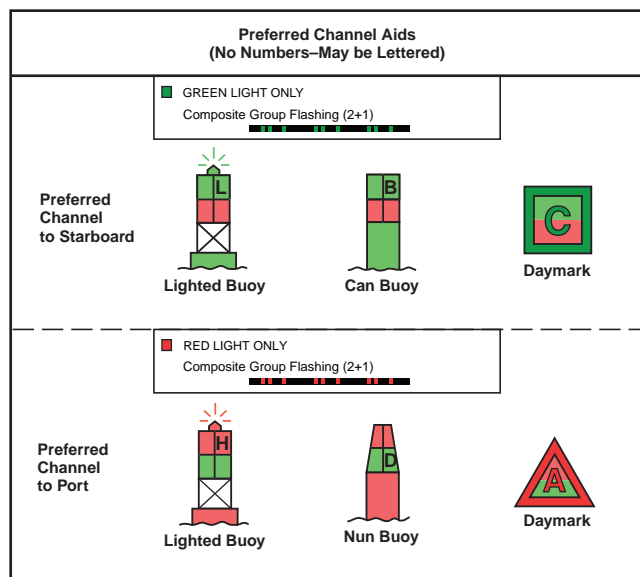 Preferred Channel Aids
(No Numbers–May be Lettered)
GREEN LIGHT ONLY
Composite Group Flashing (2+1)
Preferred
Channel
to Starboard
L
Lighted Buoy
B
Can Buoy
C
Daymark
RED LIGHT ONLY
Composite Group Flashing (2+1)
Preferred
Channel
to Port
H
Lighted Buoy
D
Nun Buoy
A
Daymark